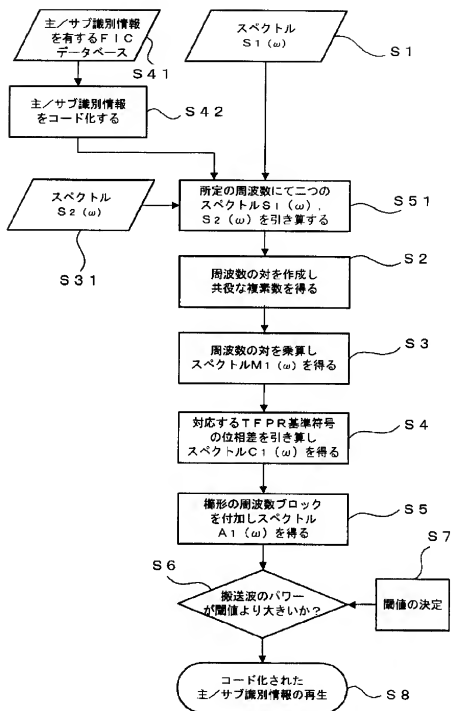 主／サブ識別情報
を有するＦＩＣ
データベース
Ｓ４１
スペクトル
Ｓ１（ω）
Ｓ１
主／サブ識別情報
をコード化する
Ｓ４２
スペクトル
Ｓ２（ω）
Ｓ３１
所定の周波数にて二つの
スペクトルＳ１（ω）、
Ｓ２（ω）を引き算する
Ｓ５１
周波数の対を作成し
共役な複素数を得る
Ｓ２
周波数の対を乗算し
スペクトルＭ１（ω）を得る
Ｓ３
対応するＴＦＰＲ基準符号
の位相差を引き算し
スペクトルＣ１（ω）を得る
Ｓ４
櫛形の周波数ブロック
を付加しスペクトル
Ａ１（ω）を得る
Ｓ５
Ｓ６
搬送波のパワー
が閾値より大きいか？
Ｓ７
閾値の決定
コード化された
主／サブ識別情報の再生
Ｓ８